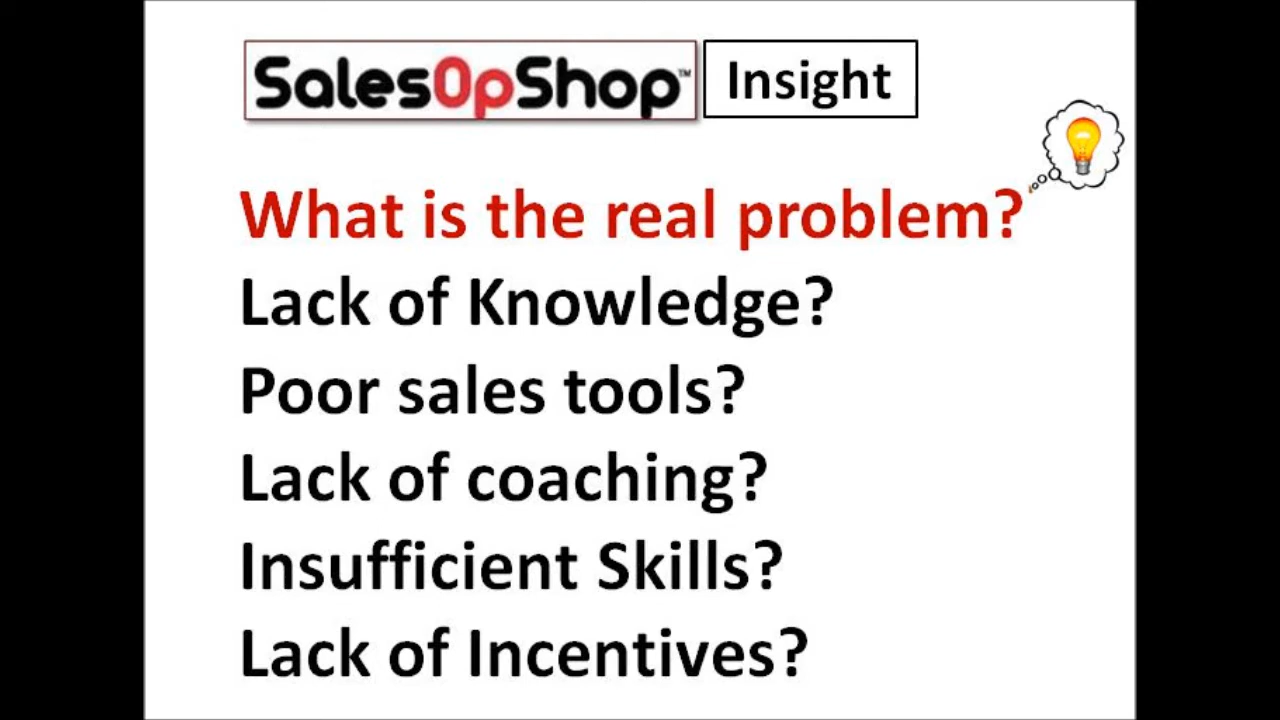 SalesOpShop™ Insight
What is the real problem?
Lack of Knowledge?
Poor sales tools?
Lack of coaching?
Insufficient Skills?
Lack of Incentives?